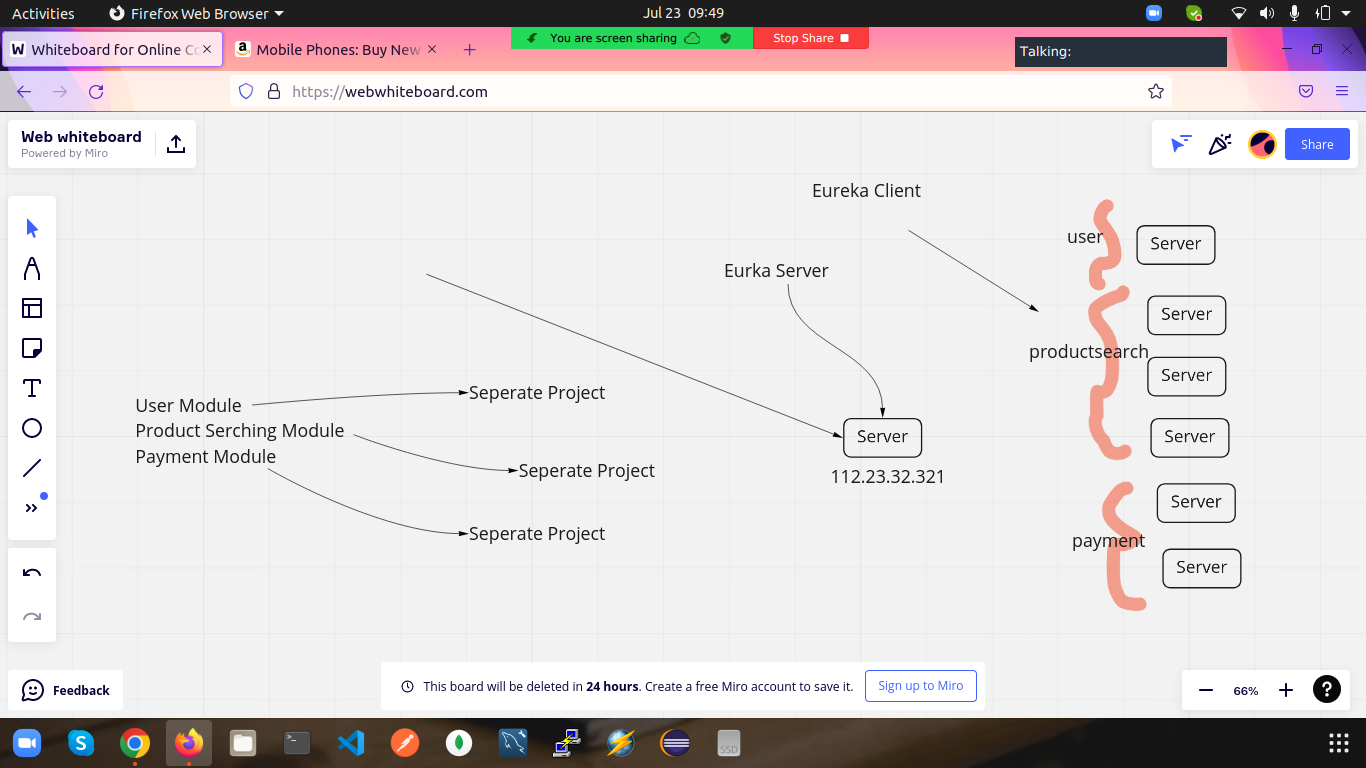 Activities
Firefox Web Browser
Jul 23 09:49
Whiteboard for Online Co
Mobile Phones: Buy New
You are screen sharing
Stop Share
Talking:
https://webwhiteboard.com
Web whiteboard
Powered by Miro
Share
Eureka Client
user
Server
Eurka Server
Server
productsearch
Server
User Module
Seperate Project
Product Serching Module
Server
Server
Payment Module
Seperate Project
112.23.32.321
Server
Seperate Project
payment
Server
Feedback
This board will be deleted in 24 hours. Create a free Miro account to save it.
Sign up to Miro
66%
SSD